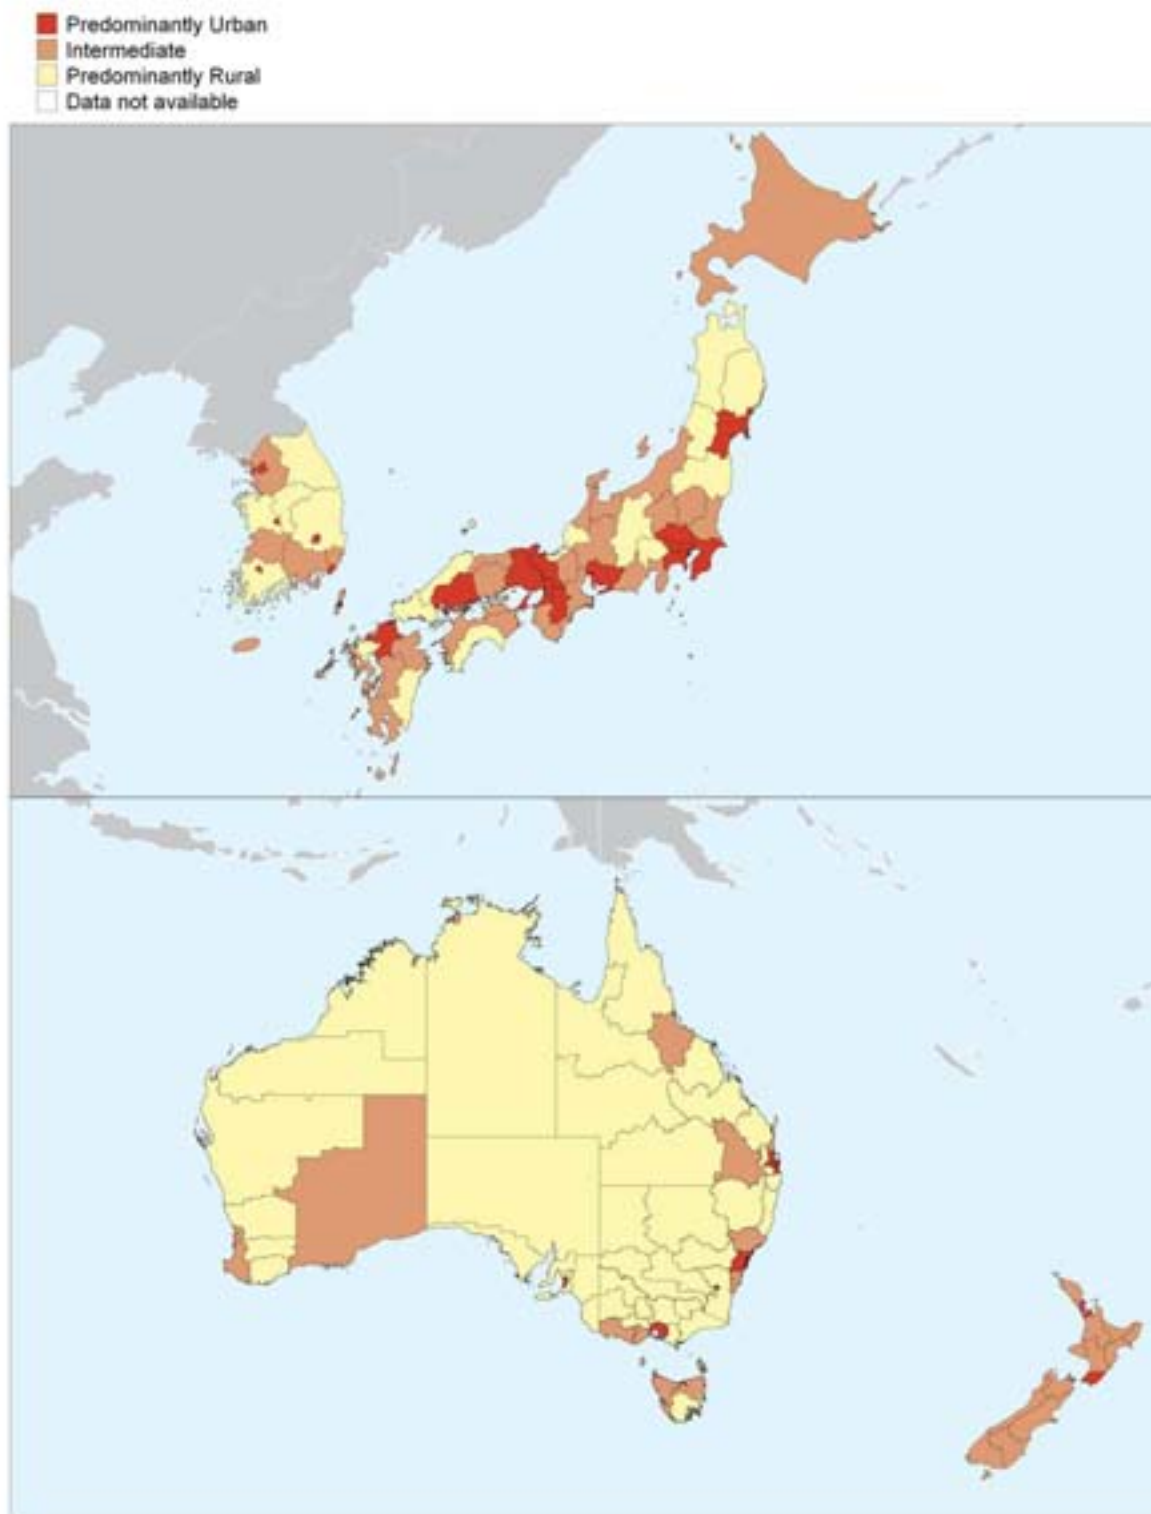 Predominantly Urban
Intermediate
Predominantly Rural
Data not available